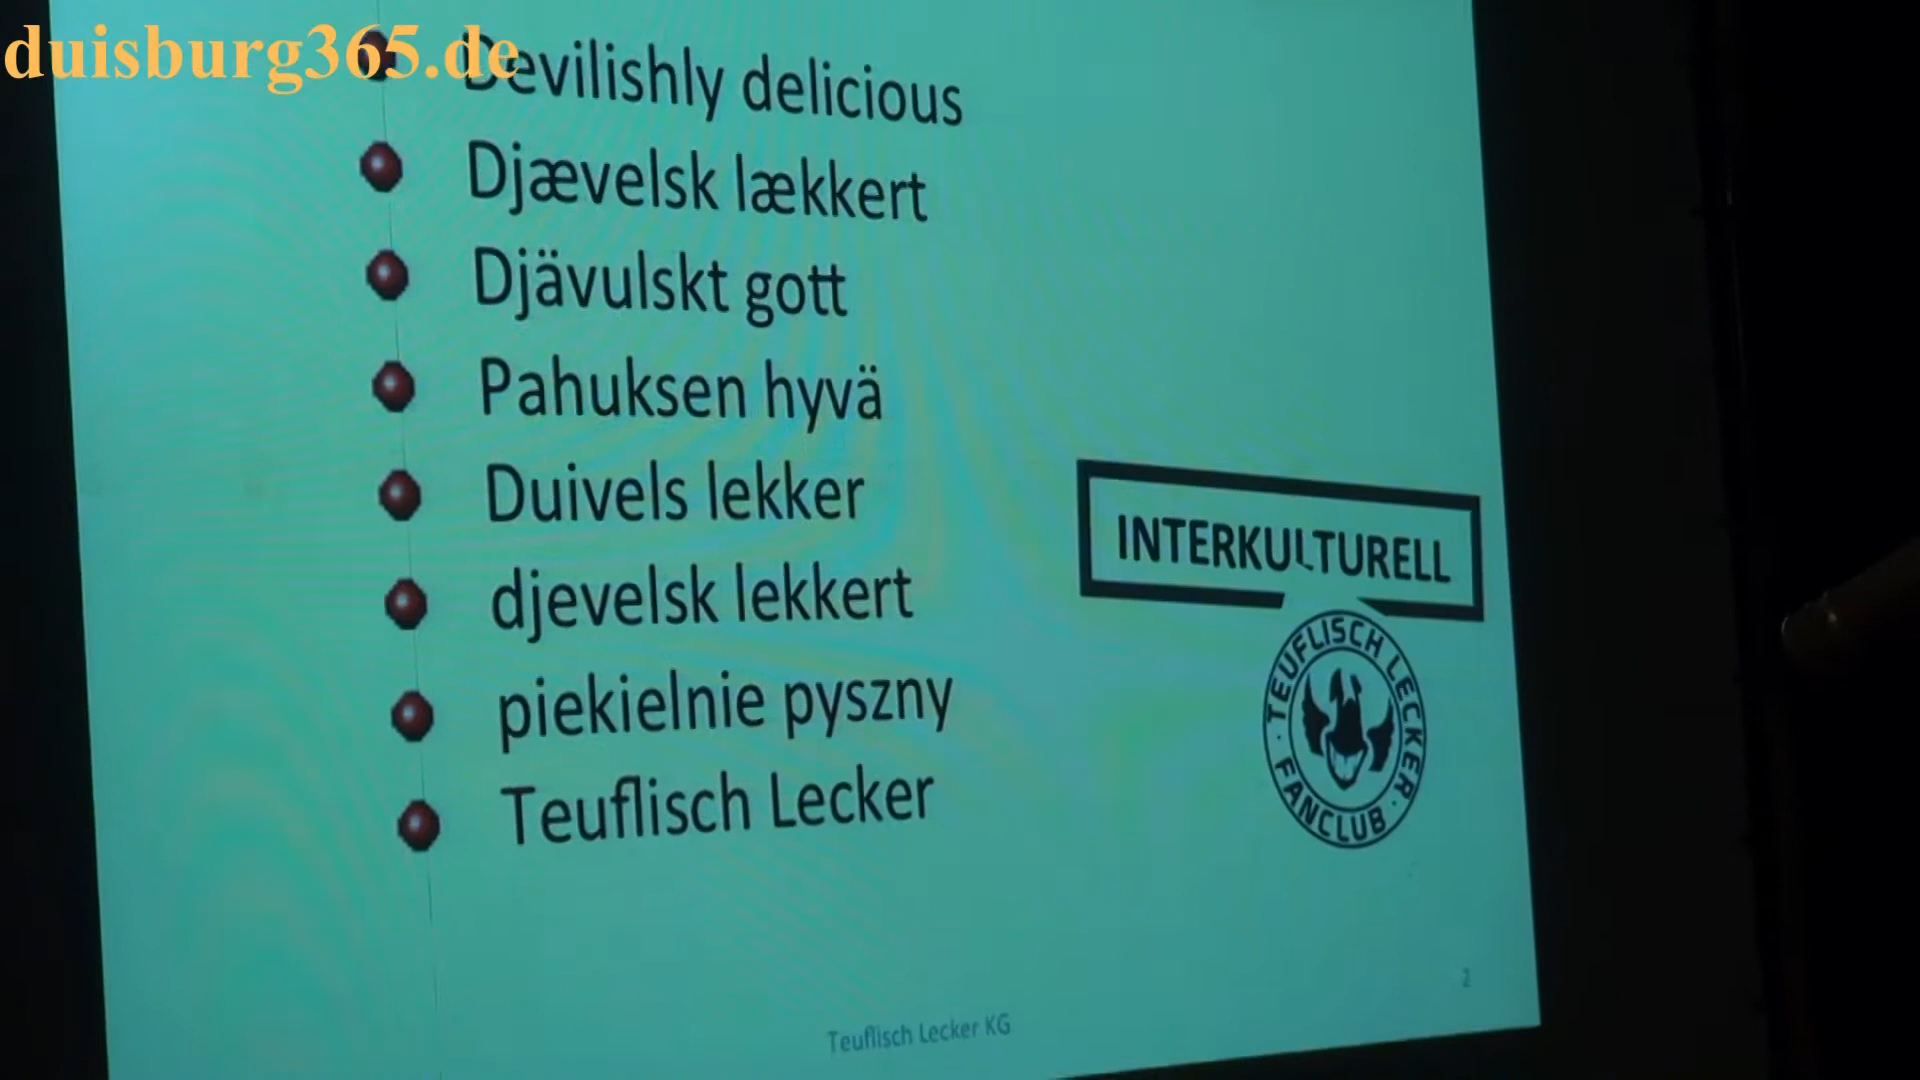 duisburg365.de
Devilishly delicious
Djævelsk lækkert
Djävulskt gott
Pahuksen hyvä
Duivels lekker
djevelsk lekkert
piekielnie pyszny
Teuflisch Lecker
INTERKULTURELL
· TEUFLISCH LECKER ·
FANCLUB
Teuflisch Lecker KG
2